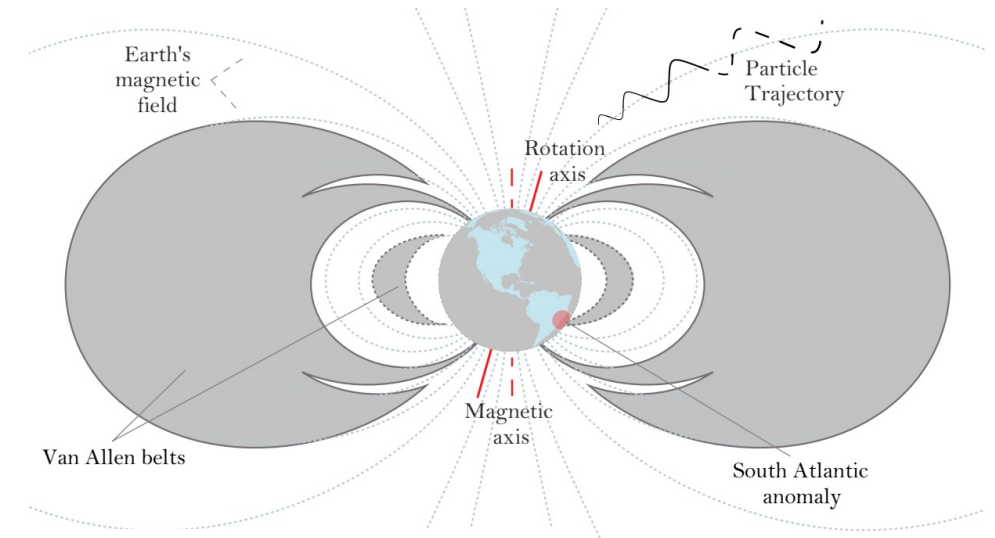 Earth's
magnetic
field
Particle
Trajectory
Rotation
axis
Magnetic
axis
Van Allen belts
South Atlantic
anomaly